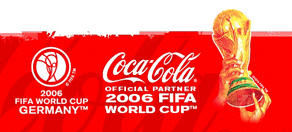 2006
FIFA WORLD CUP
GERMANY™
Coca-Cola
OFFICIAL PARTNER
2006 FIFA
WORLD CUP™